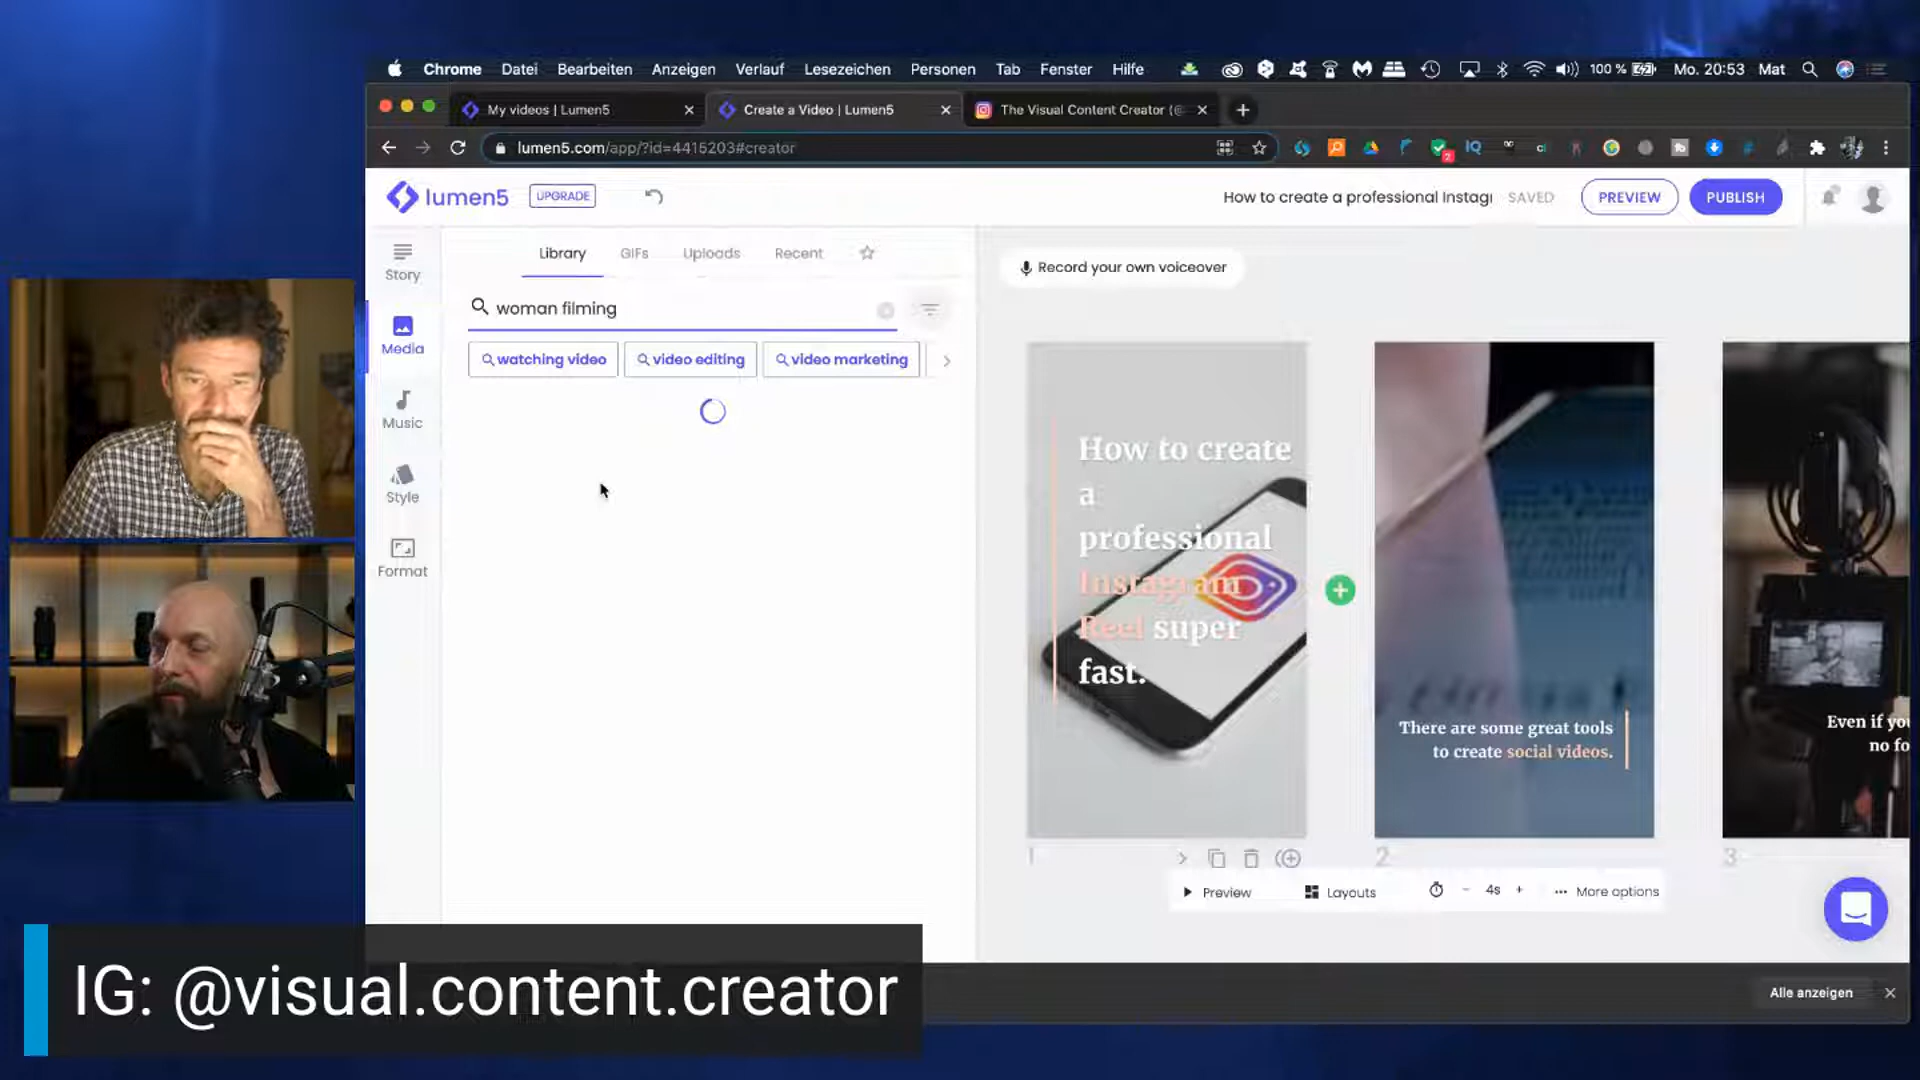 Chrome Datei Bearbeiten Anzeigen Verlauf Lesezeichen Personen Tab Fenster Hilfe 100 % Mo. 20:53 Mat
My videos | Lumen5
Create a Video | Lumen5
The Visual Content Creator (@
lumen5.com/app/?id=4415203#creator
IQ
2
lumen5
UPGRADE
How to create a professional Instagr
SAVED
PREVIEW
PUBLISH
Story
Media
Music
Style
Format
Library
GIFs
Uploads
Recent
woman filming
watching video
video editing
video marketing
Record your own voiceover
How to create
a
professional
Instagram
Reel super
fast.
There are some great tools
to create social videos.
Even if you
no fo
1
2
3
Preview
Layouts
- 4s +
More options
Alle anzeigen
IG: @visual.content.creator